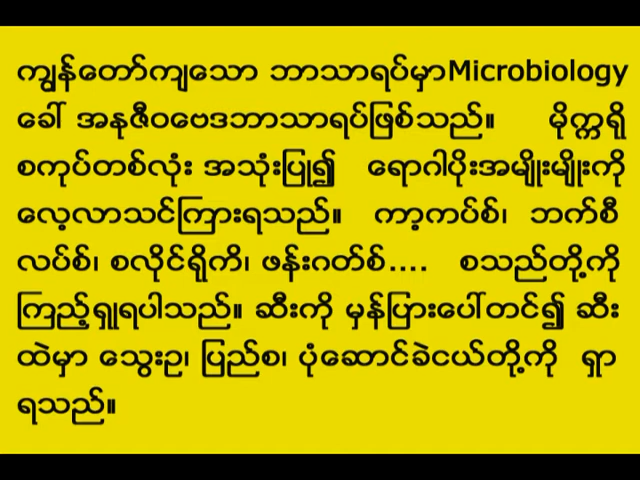 ကျွန်တော်ကျသော ဘာသာရပ်မှာMicrobiology
ခေါ် အနုဇီဝဗေဒဘာသာရပ်ဖြစ်သည်။ မိုက္ကရို
စကုပ်တစ်လုံး အသုံးပြု၍ ရောဂါပိုးအမျိုးမျိုးကို
လေ့လာသင်ကြားရသည်။ ကာ့ကပ်စ်၊ ဘက်စီ
လပ်စ်၊ စလိုင်ရိုကိ၊ ဖန်းဂတ်စ်.... စသည်တို့ကို
ကြည့်ရှုရပါသည်။ ဆီးကို မှန်ပြားပေါ်တင်၍ ဆီး
ထဲမှာ သွေးဥ၊ ပြည်စ၊ ပုံဆောင်ခဲငယ်တို့ကို ရှာ
ရသည်။